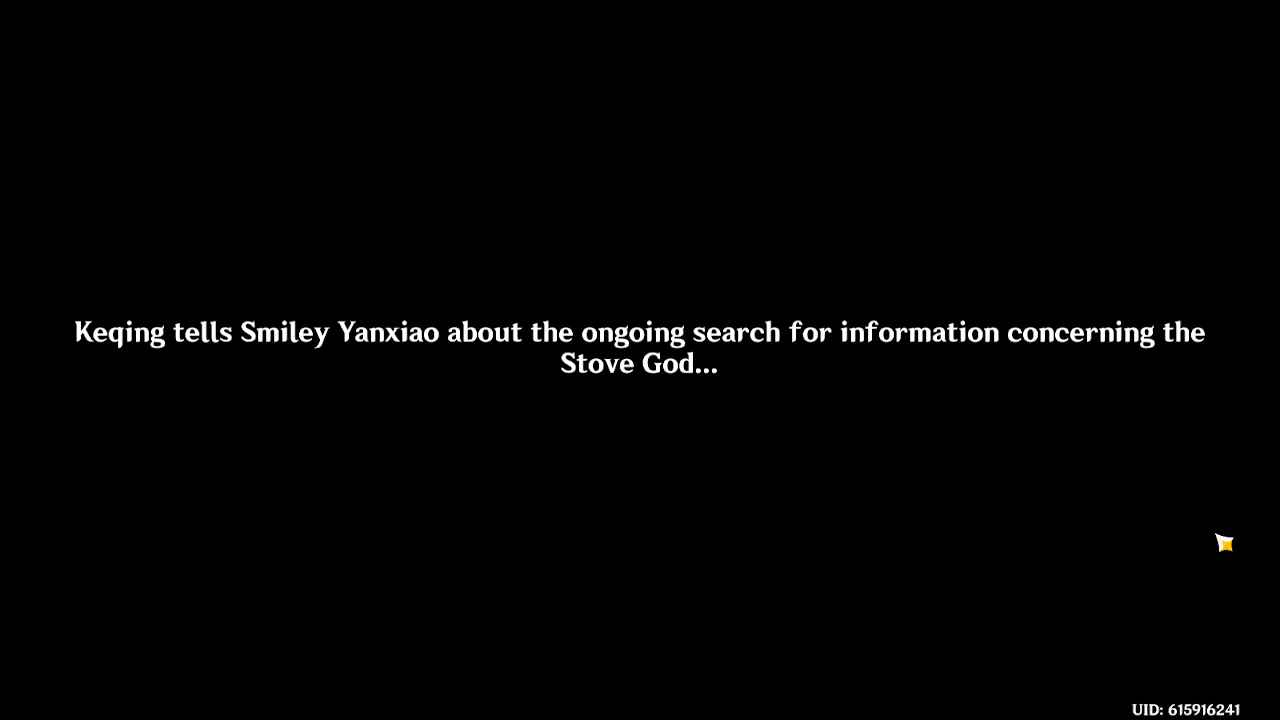 Keqing tells Smiley Yanxiao about the ongoing search for information concerning the
Stove God...
UID: 615916241